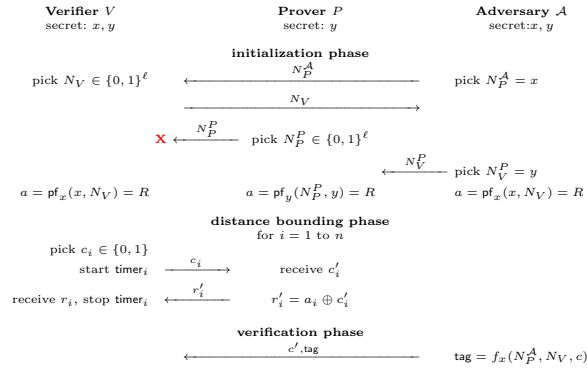 Verifier V Prover P Adversary 𝒜
secret: x, y secret: y secret:x, y
initialization phase
pick N_V ∈ {0, 1}^ℓ N_P^𝒜 pick N_P^𝒜 = x
N_V
X N_P^P pick N_P^P ∈ {0, 1}^ℓ
N_V^P pick N_V^P = y
a = pf_x(x, N_V) = R a = pf_y(N_P^P, y) = R a = pf_x(x, N_V) = R
distance bounding phase
for i = 1 to n
pick c_i ∈ {0, 1}
start timer_i c_i receive c'_i
receive r_i, stop timer_i r'_i r'_i = a_i ⊕ c'_i
verification phase
c',tag tag = f_x(N_P^𝒜, N_V, c)